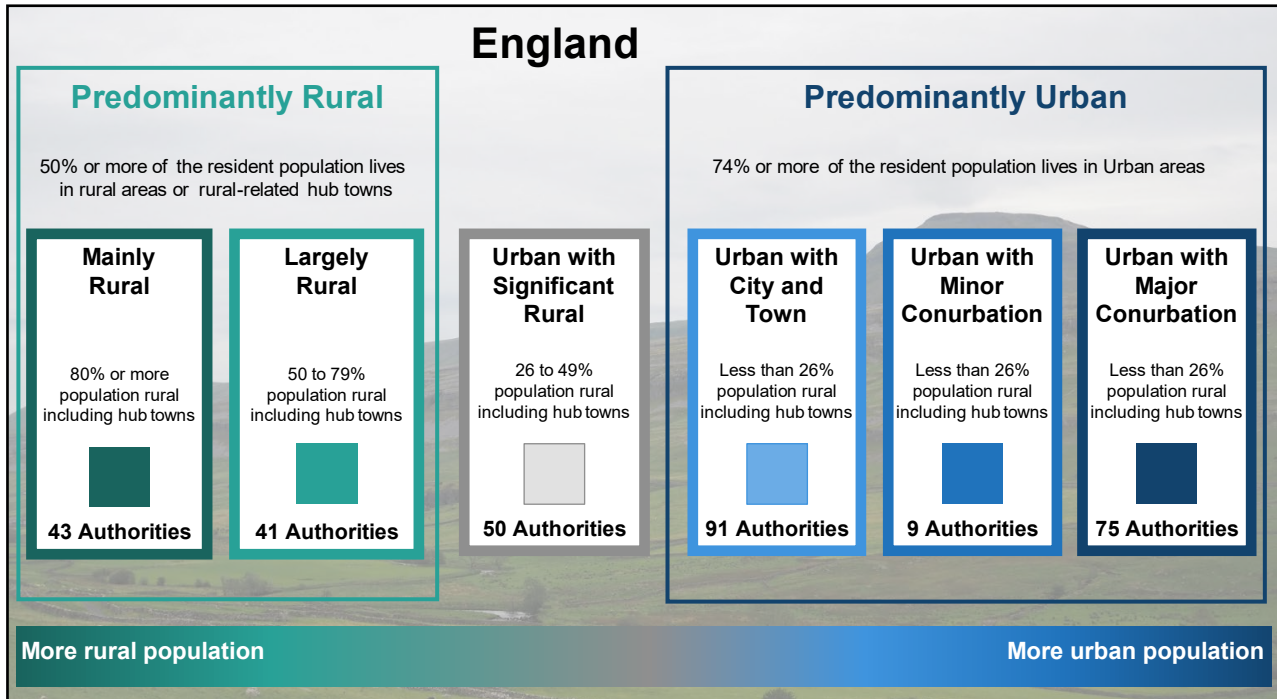 England
Predominantly Rural
50% or more of the resident population lives
in rural areas or rural-related hub towns
Mainly
Rural
80% or more
population rural
including hub towns
43 Authorities
Largely
Rural
50 to 79%
population rural
including hub towns
41 Authorities
Urban with
Significant
Rural
26 to 49%
population rural
including hub towns
50 Authorities
Predominantly Urban
74% or more of the resident population lives in Urban areas
Urban with
City and
Town
Less than 26%
population rural
including hub towns
91 Authorities
Urban with
Minor
Conurbation
Less than 26%
population rural
including hub towns
9 Authorities
Urban with
Major
Conurbation
Less than 26%
population rural
including hub towns
75 Authorities
More rural population
More urban population